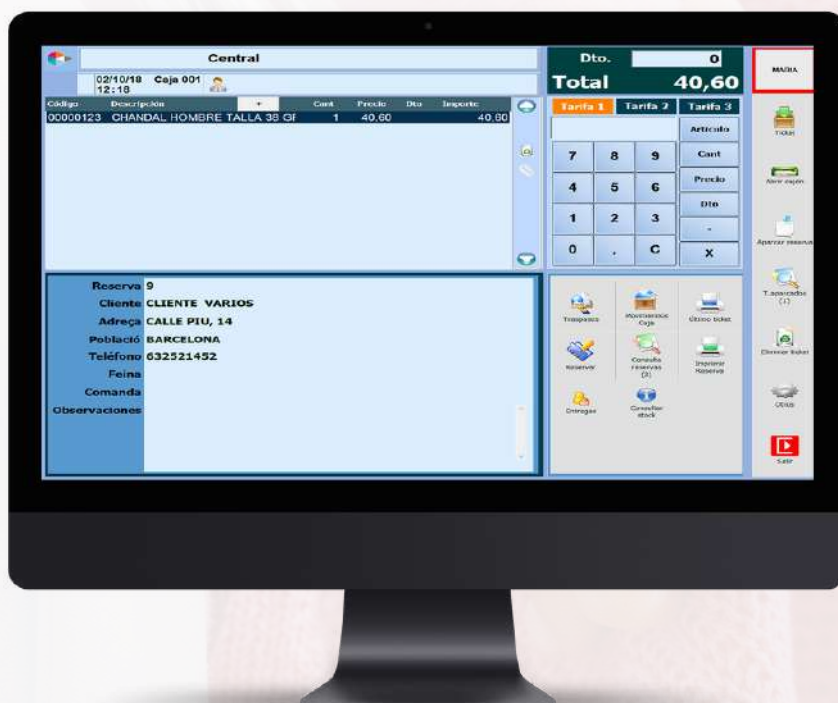 Central
02/10/18 Caja 001
12:18
Código Descripción + Cant Precio Dto Importe
00000123 CHANDAL HOMBRE TALLA 38 GF 1 40,60 40,60
Dto. 0
Total 40,60
Tarifa 1 Tarifa 2 Tarifa 3
Artículo
7 8 9 Cant
4 5 6 Precio
Dto
1 2 3 -
0 . C X
Reserva 9
Cliente CLIENTE VARIOS
Adreça CALLE PIU, 14
Població BARCELONA
Teléfono 632521452
Feina
Comanda
Observaciones
Traspasos
Movimientos
Caja
Último ticket
Reservar
Consulta
reservas
(3)
Imprimir
Reserva
Entregas
Consultar
stock
MARIA
Ticket
Abrir cajón
Aparcar reserva
T.aparcados
(1)
Eliminar ticket
Otros
Salir